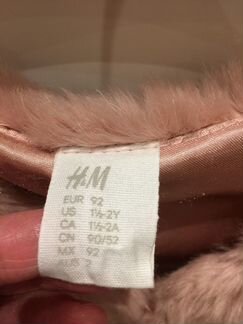 H&M
EUR 92
US 1½-2Y
CA 1½-2A
CN 90/52
MX 92